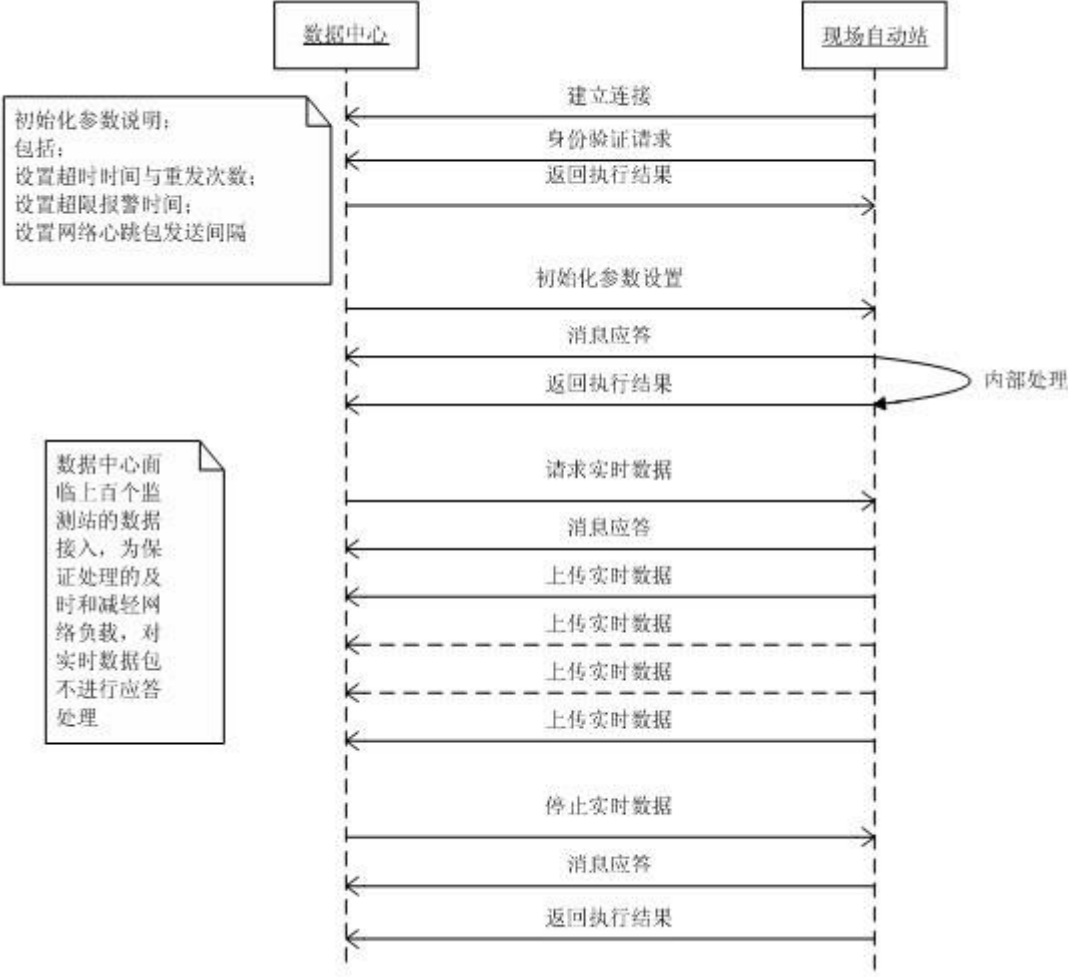 数据中心
现场自动站
建立连接
初始化参数说明；
包括；
设置超时时间与重发次数；
设置超限报警时间；
设置网络心跳包发送间隔
身份验证请求
返回执行结果
初始化参数设置
消息应答
返回执行结果
内部处理
数据中心面
临上百个监
测站的数据
接入，为保
证处理的及
时和减轻网
络负载，对
实时数据包
不进行应答
处理
请求实时数据
消息应答
上传实时数据
上传实时数据
上传实时数据
上传实时数据
停止实时数据
消息应答
返回执行结果